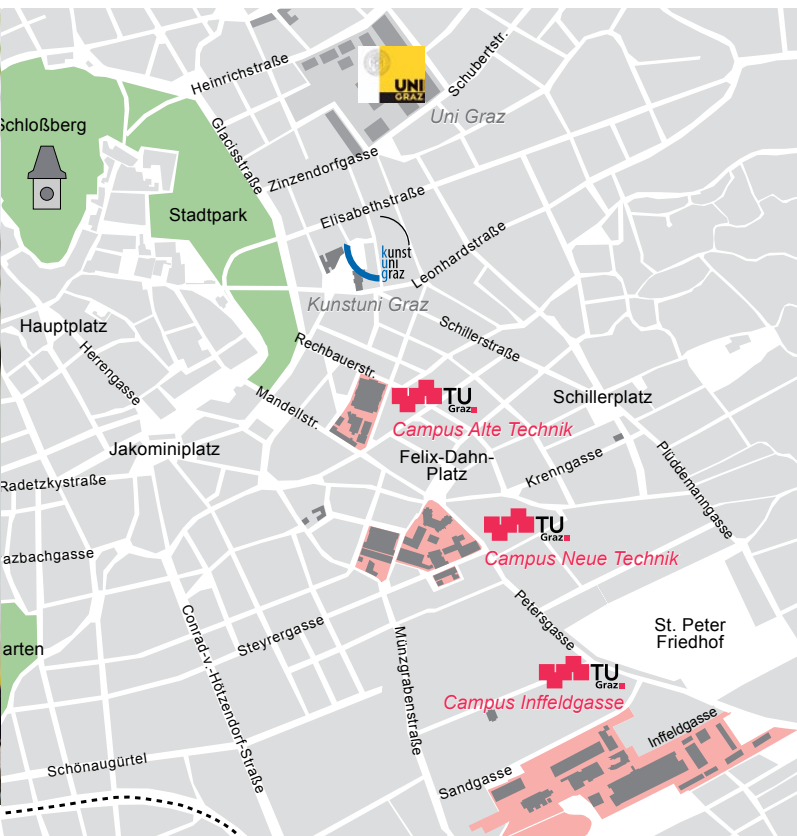 Heinrichstraße
Schubertstr.
UNI
GRAZ
Uni Graz
Schloßberg
Glacisstraße
Zinzendorfgasse
Elisabethstraße
Stadtpark
kunst
uni
graz
Leonhardstraße
Kunstuni Graz
Hauptplatz
Herrengasse
Schillerstraße
Rechbauerstr.
Mandellstr.
TU
Graz
Campus Alte Technik
Schillerplatz
Jakominiplatz
Felix-Dahn-
Platz
Krenngasse
Plüddemanngasse
Radetzkystraße
TU
Graz
Campus Neue Technik
azbachgasse
Petersgasse
St. Peter
Friedhof
arten
Conrad-v.-Hötzendorf-Straße
Steyrergasse
Münzgrabenstraße
TU
Graz
Campus Inffeldgasse
Inffeldgasse
Schönaugürtel
Sandgasse